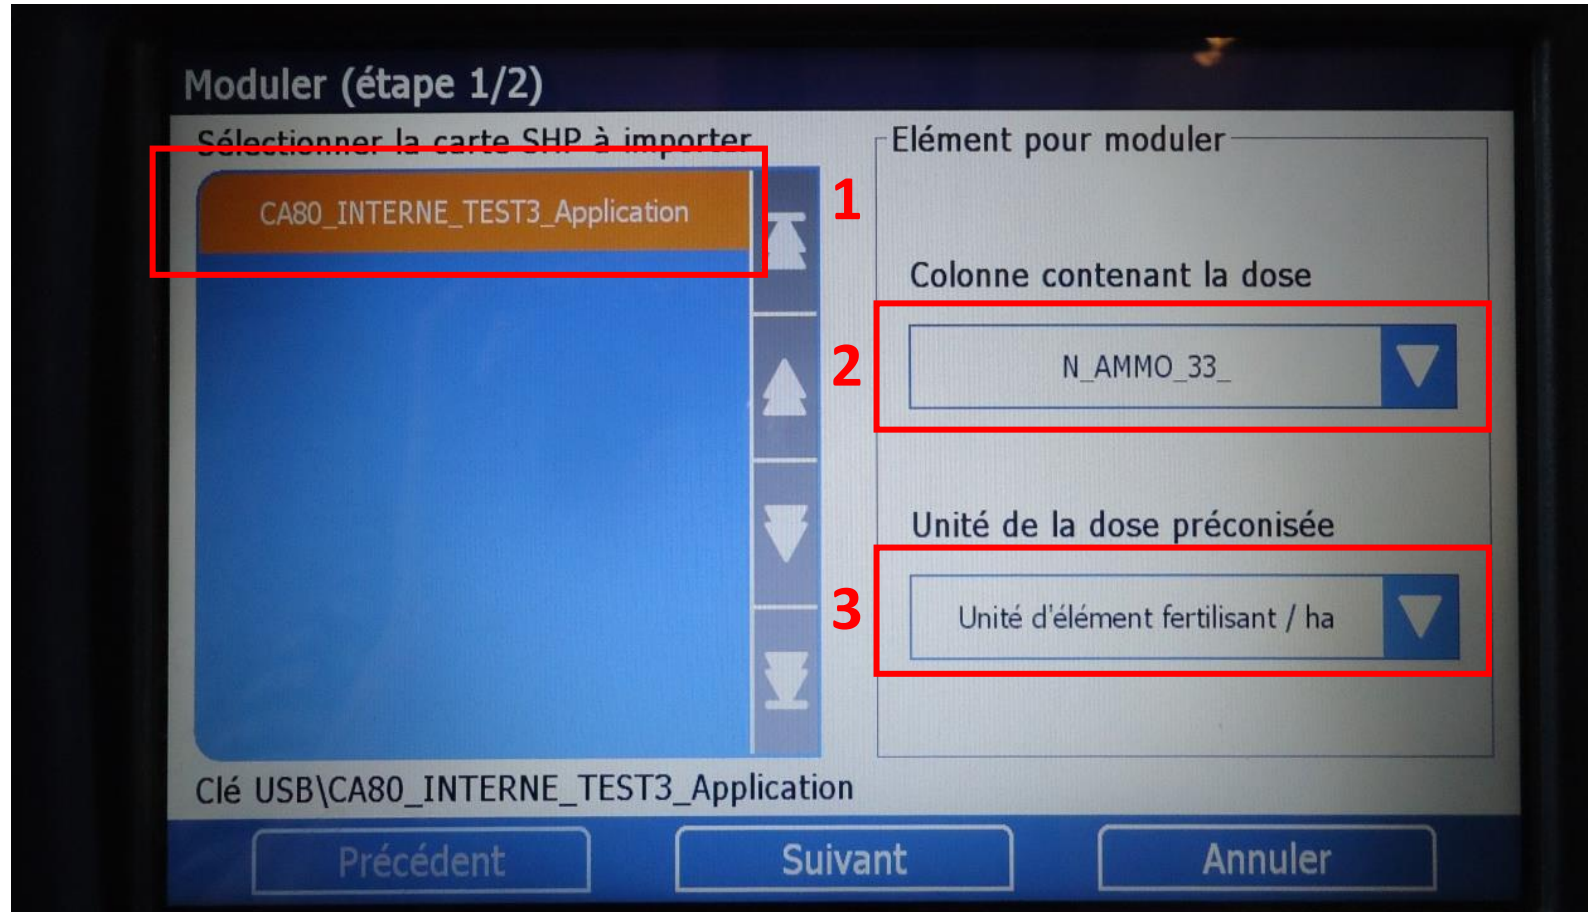 Moduler (étape 1/2)
Sélectionner la carte SHP à importer
CA80_INTERNE_TEST3_Application
1
Elément pour moduler
Colonne contenant la dose
2
N_AMMO_33_
Unité de la dose préconisée
3
Unité d'élément fertilisant / ha
Clé USB\CA80_INTERNE_TEST3_Application
Précédent
Suivant
Annuler